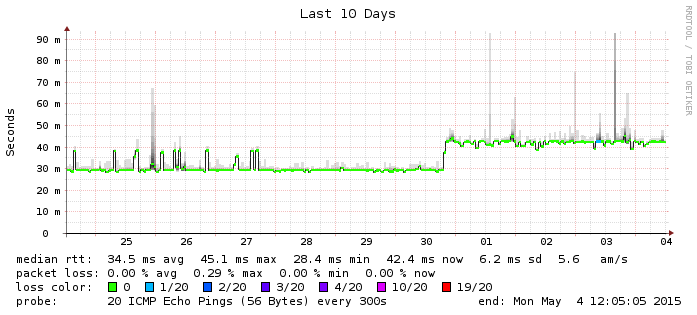 Last 10 Days
RRDTOOL / TOBI OETIKER
Seconds
90 m
80 m
70 m
60 m
50 m
40 m
30 m
20 m
10 m
0
25 26 27 28 29 30 01 02 03 04
median rtt: 34.5 ms avg 45.1 ms max 28.4 ms min 42.4 ms now 6.2 ms sd 5.6 am/s
packet loss: 0.00 % avg 0.29 % max 0.00 % min 0.00 % now
loss color: 0 1/20 2/20 3/20 4/20 10/20 19/20
probe: 20 ICMP Echo Pings (56 Bytes) every 300s end: Mon May 4 12:05:05 2015